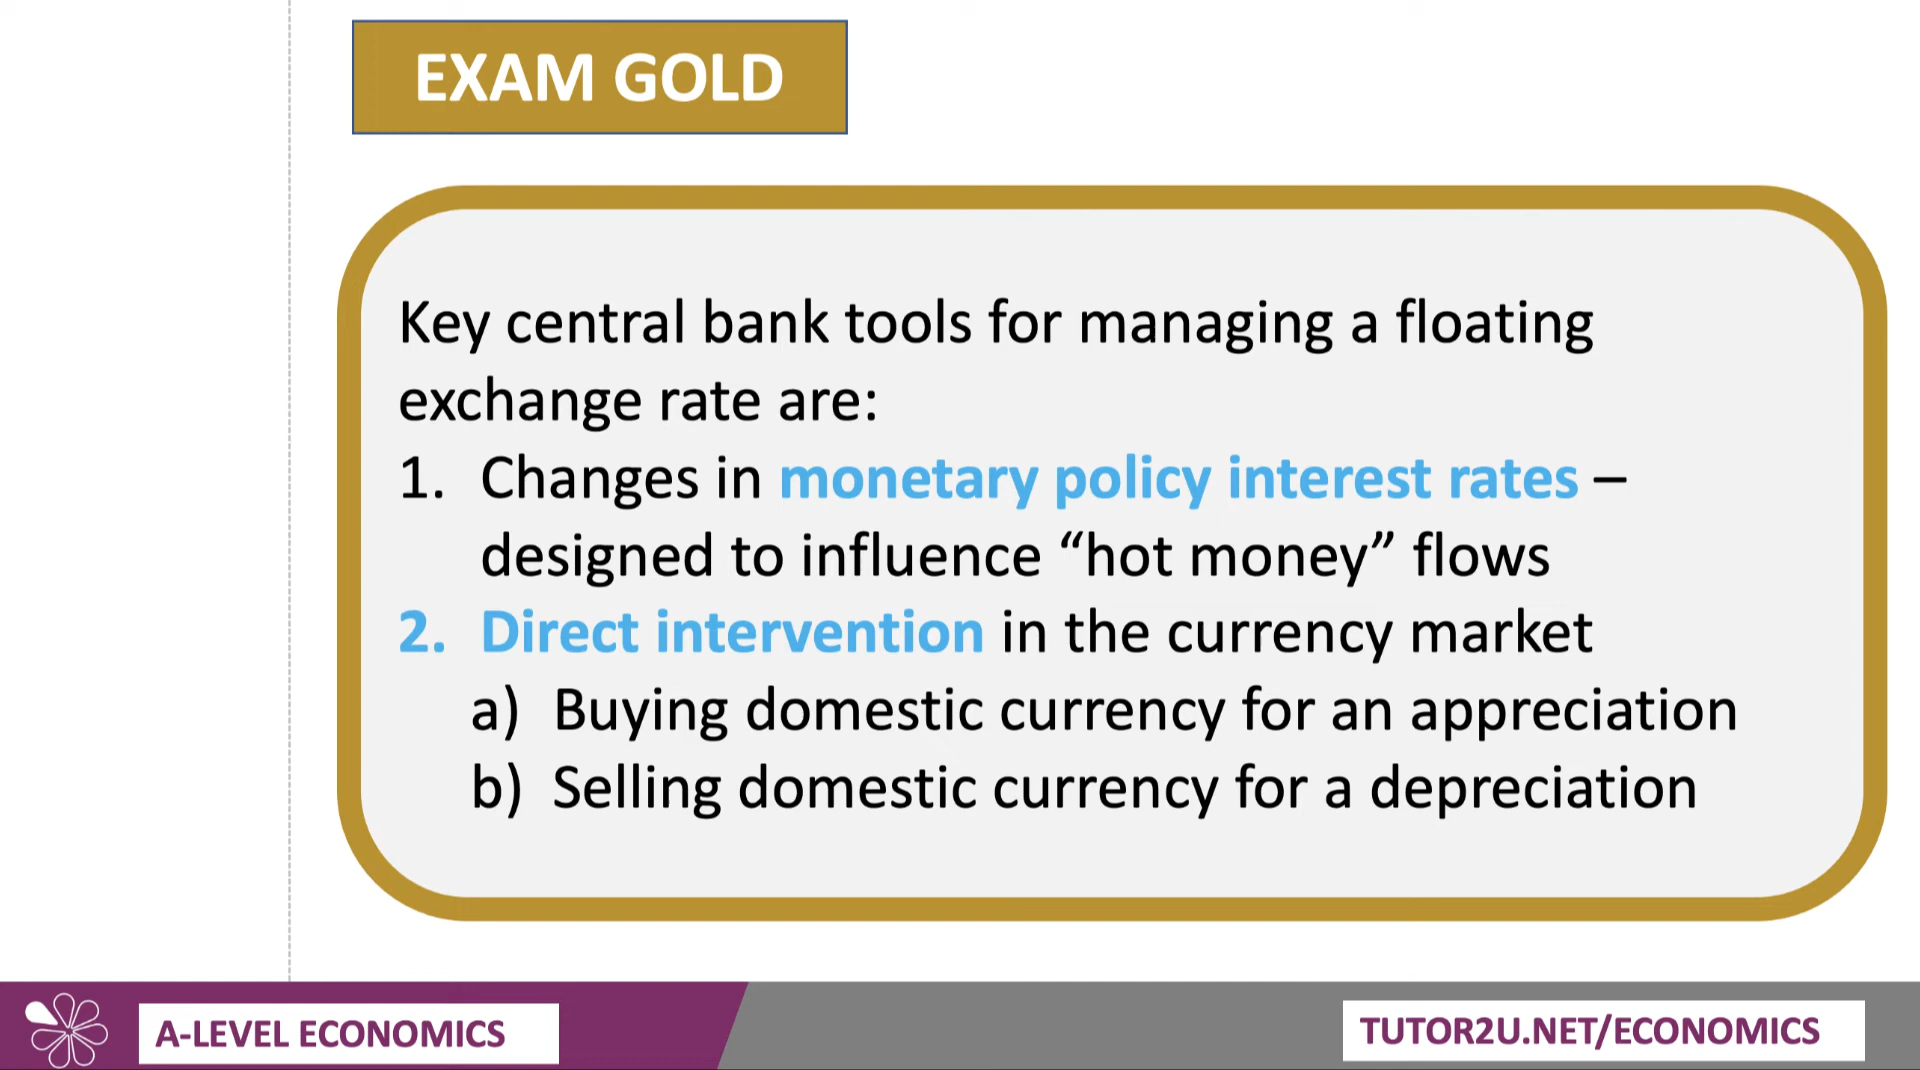 EXAM GOLD
Key central bank tools for managing a floating
exchange rate are:
1. Changes in monetary policy interest rates –
designed to influence “hot money” flows
2. Direct intervention in the currency market
a) Buying domestic currency for an appreciation
b) Selling domestic currency for a depreciation
A-LEVEL ECONOMICS
TUTOR2U.NET/ECONOMICS